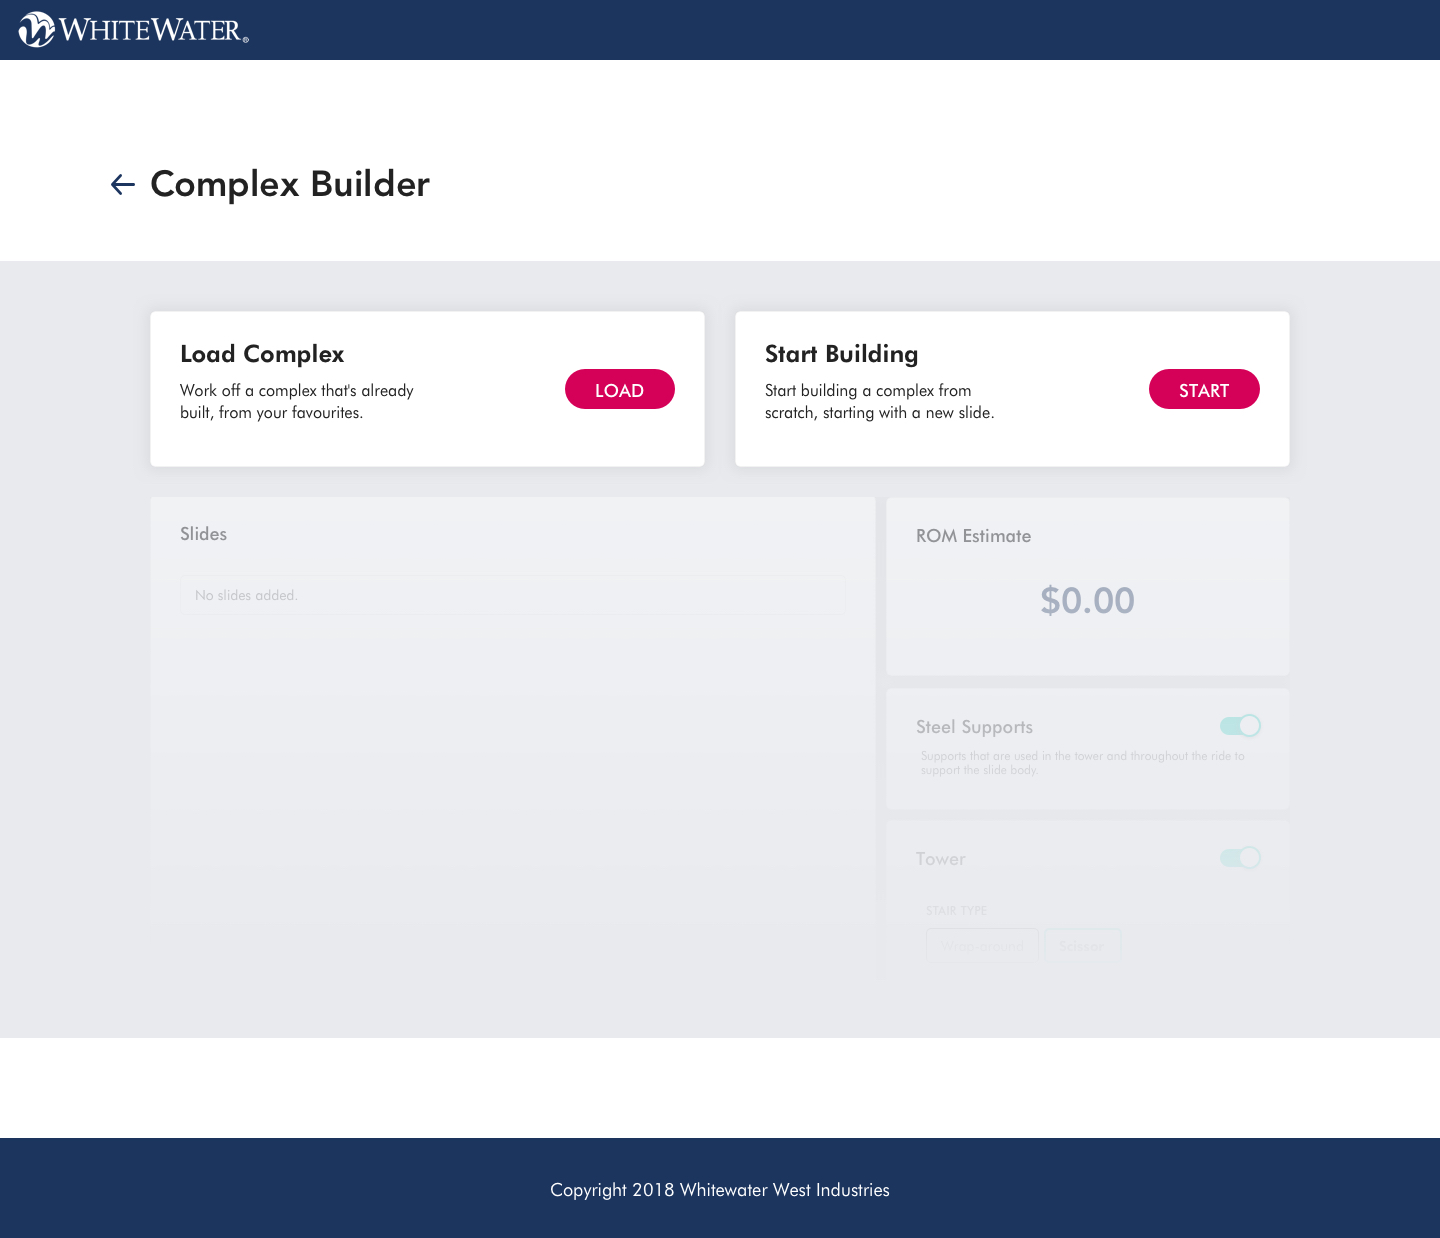 WHITEWATER®
Complex Builder
Load Complex
Work off a complex that's already
built, from your favourites.
LOAD
Start Building
Start building a complex from
scratch, starting with a new slide.
START
Slides
No slides added.
ROM Estimate
$0.00
Steel Supports
Supports that are used in the tower and throughout the ride to
support the slide body.
Tower
STAIR TYPE
Wrap-around
Scissor
Copyright 2018 Whitewater West Industries